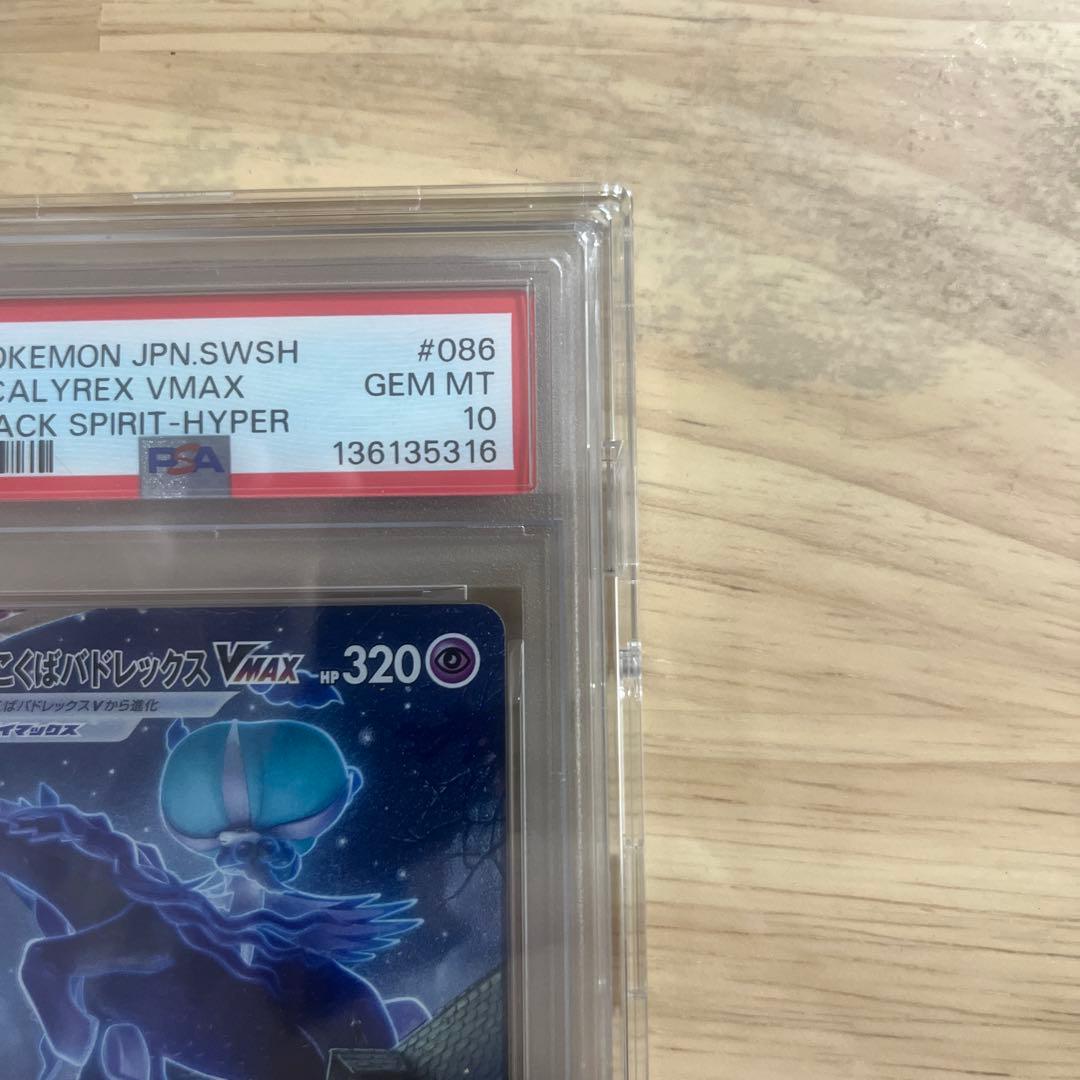 OKEMON JPN.SWSH #086
CALYREX VMAX GEM MT
ACK SPIRIT-HYPER 10
PSA 136135316
こくばバドレックス VMAX HP 320
ばバドレックスVから進化
イマックス